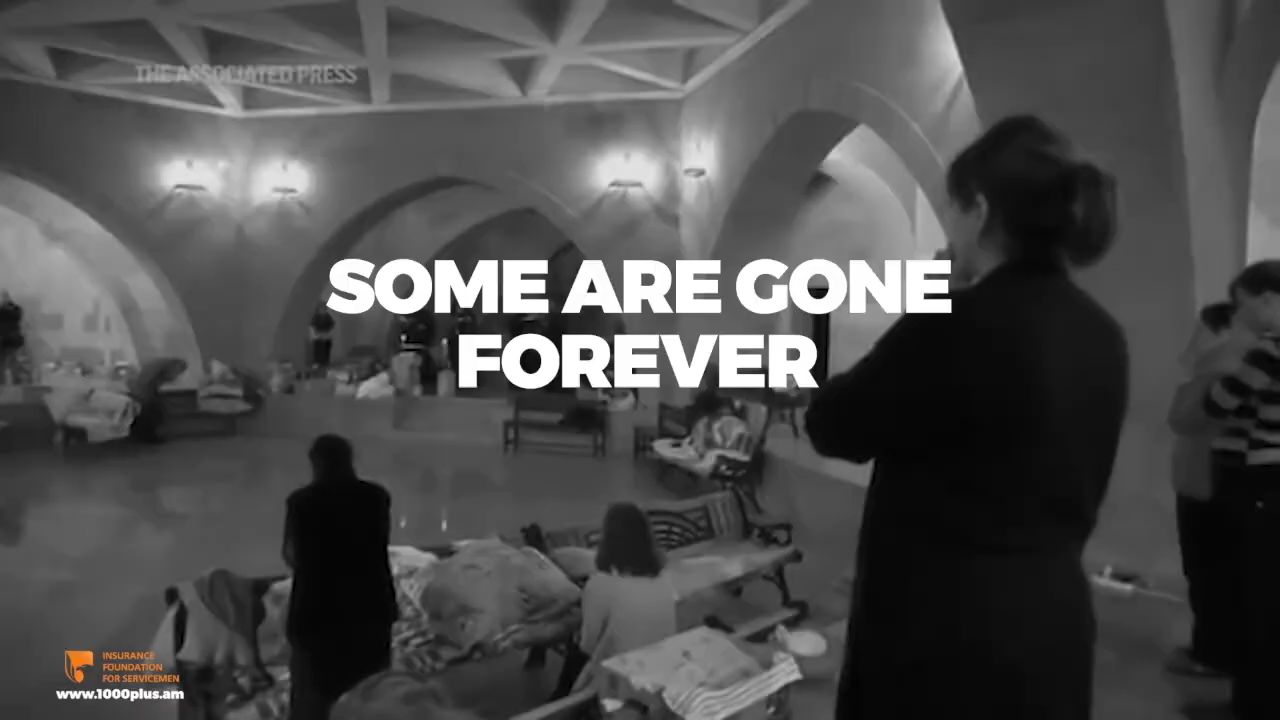 THE ASSOCIATED PRESS
SOME ARE GONE
FOREVER
INSURANCE
FOUNDATION
FOR SERVICEMEN
www.1000plus.am